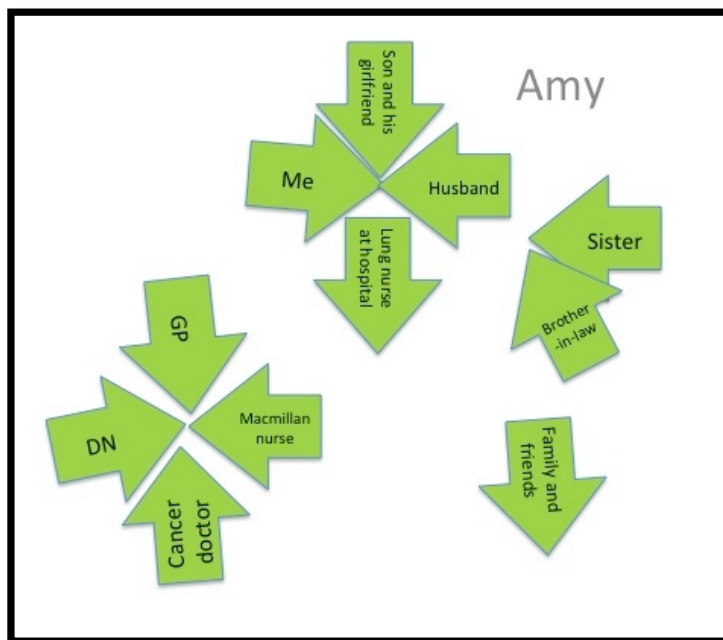 Amy
Son and his
girlfriend
Me
Husband
Lung nurse
at hospital
Sister
Brother
-in-law
GP
DN
Macmillan
nurse
Cancer
doctor
Family and
friends